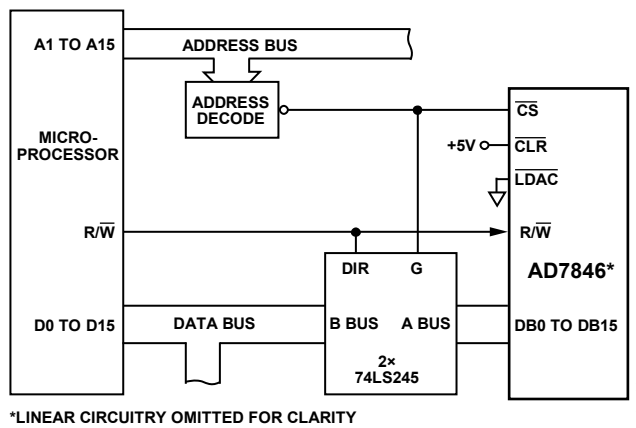 A1 TO A15
ADDRESS BUS
ADDRESS
DECODE
MICRO-
PROCESSOR
CS
+5V
CLR
LDAC
R/W
R/W
DIR
G
AD7846*
D0 TO D15
DATA BUS
B BUS
A BUS
DB0 TO DB15
2×
74LS245
*LINEAR CIRCUITRY OMITTED FOR CLARITY